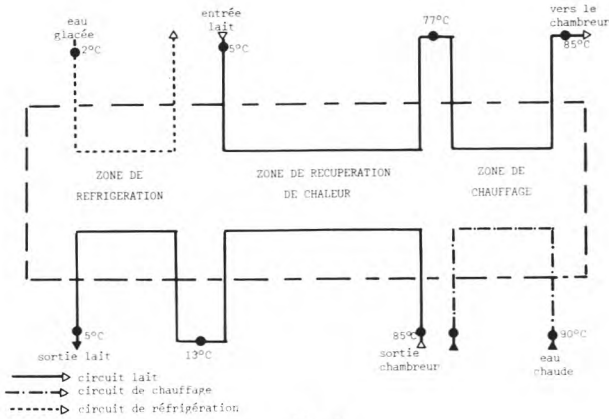 eau
glacée
2°C
entrée
lait
5°C
77°C
vers le
chambreur
85°C
ZONE DE
REFRIGERATION
ZONE DE RECUPERATION
DE CHALEUR
ZONE DE
CHAUFFAGE
5°C
sortie lait
13°C
85°C
sortie
chambreur
90°C
eau
chaude
circuit lait
circuit de chauffage
circuit de réfrigération